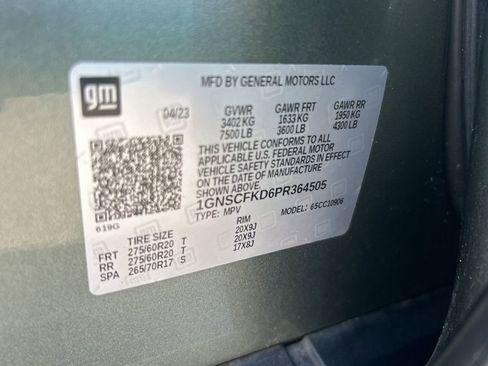 gm
MFD BY GENERAL MOTORS LLC
04/23 GVWR GAWR FRT GAWR RR
3402 KG 1633 KG 1950 KG
7500 LB 3600 LB 4300 LB
THIS VEHICLE CONFORMS TO ALL
APPLICABLE U.S. FEDERAL MOTOR
VEHICLE SAFETY STANDARDS IN EFFECT
ON THE DATE OF MANUFACTURE
SHOWN ABOVE.
1GNSCFKD6PR364505
619G TYPE: MPV MODEL: 65CC10906
TIRE SIZE RIM
FRT 275/60R20 T 20X9J
RR 275/60R20 T 20X9J
SPA 265/70R17 S 17X8J